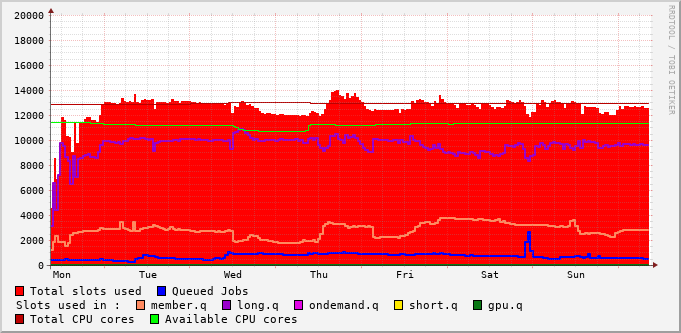 RRDTOOL / TOBI OETIKER
20000
18000
16000
14000
12000
10000
8000
6000
4000
2000
0
Mon Tue Wed Thu Fri Sat Sun
Total slots used Queued Jobs
Slots used in : member.q long.q ondemand.q short.q gpu.q
Total CPU cores Available CPU cores